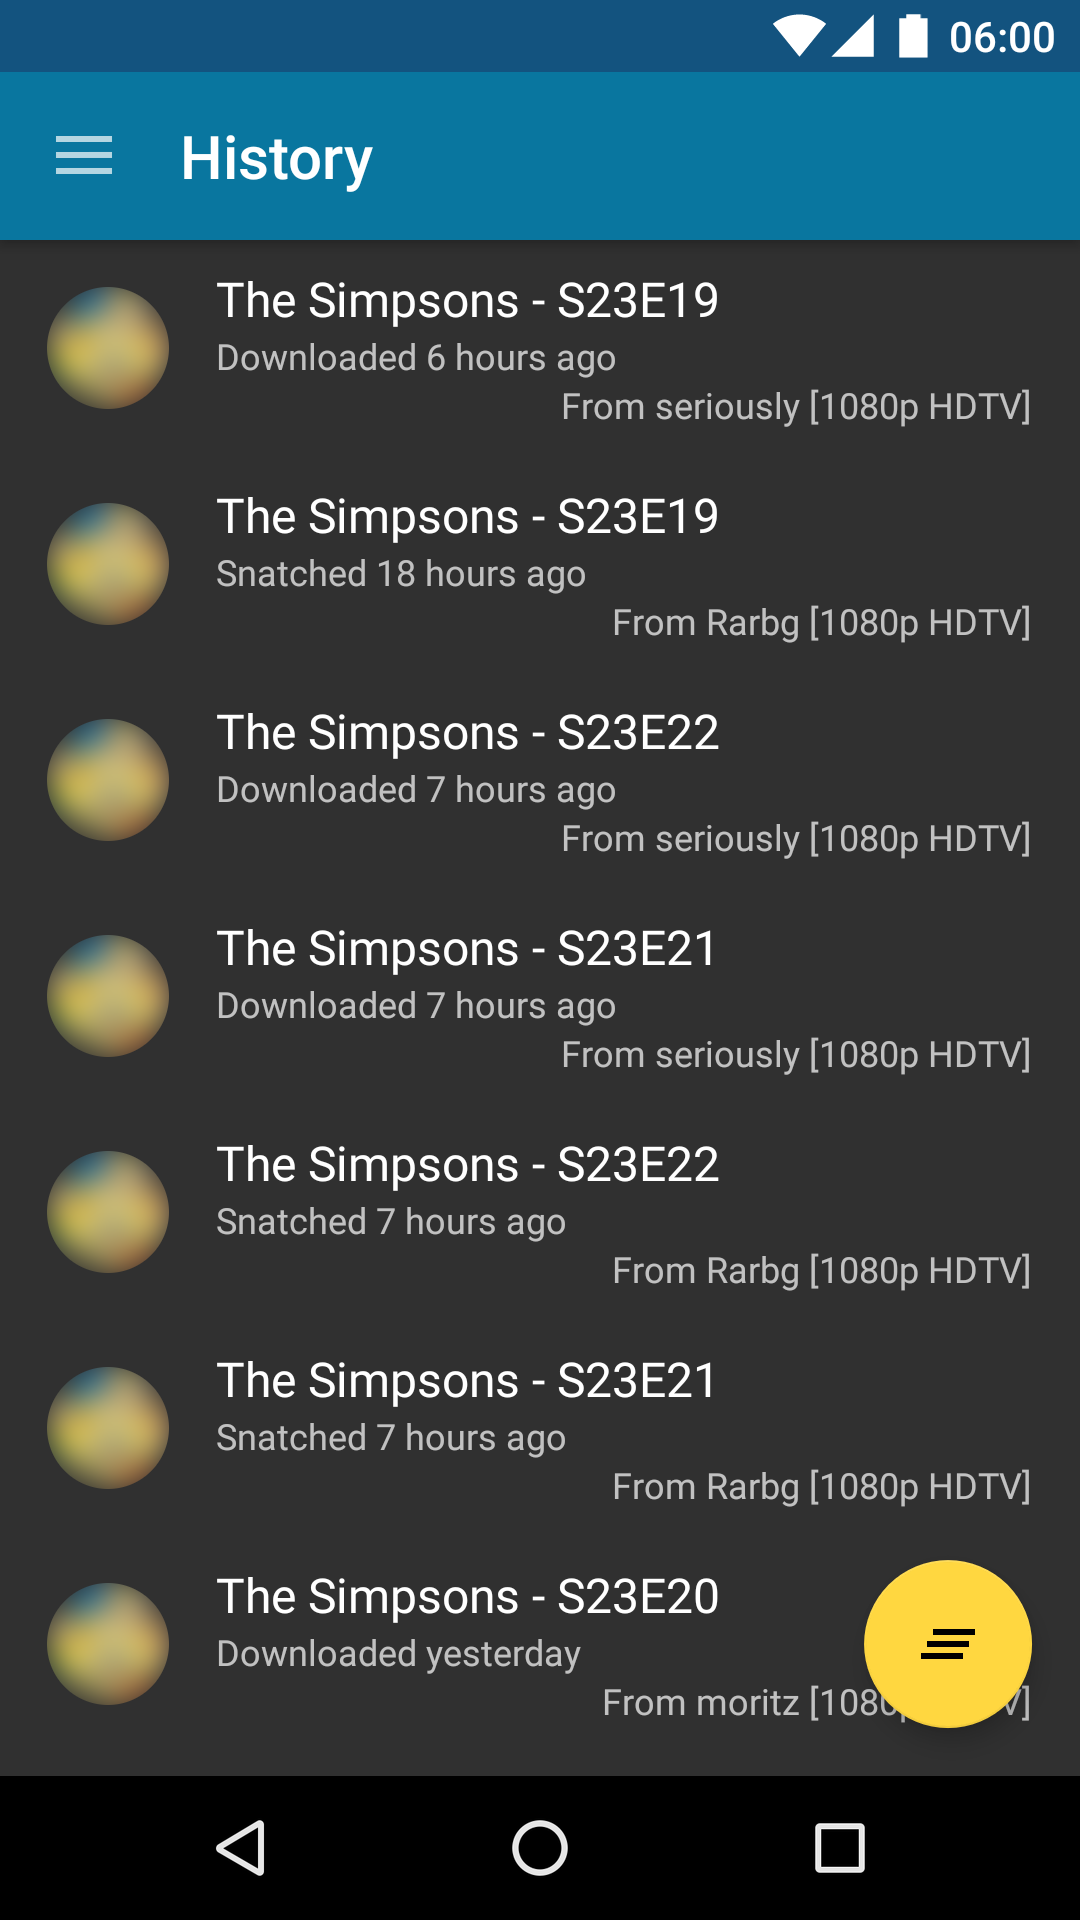 06:00
History
The Simpsons - S23E19
Downloaded 6 hours ago
From seriously [1080p HDTV]
The Simpsons - S23E19
Snatched 18 hours ago
From Rarbg [1080p HDTV]
The Simpsons - S23E22
Downloaded 7 hours ago
From seriously [1080p HDTV]
The Simpsons - S23E21
Downloaded 7 hours ago
From seriously [1080p HDTV]
The Simpsons - S23E22
Snatched 7 hours ago
From Rarbg [1080p HDTV]
The Simpsons - S23E21
Snatched 7 hours ago
From Rarbg [1080p HDTV]
The Simpsons - S23E20
Downloaded yesterday
From moritz